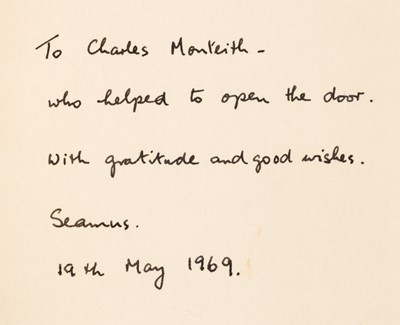 To Charles Monteith -
who helped to open the door.
With gratitude and good wishes.
Seamus.
19th May 1969.